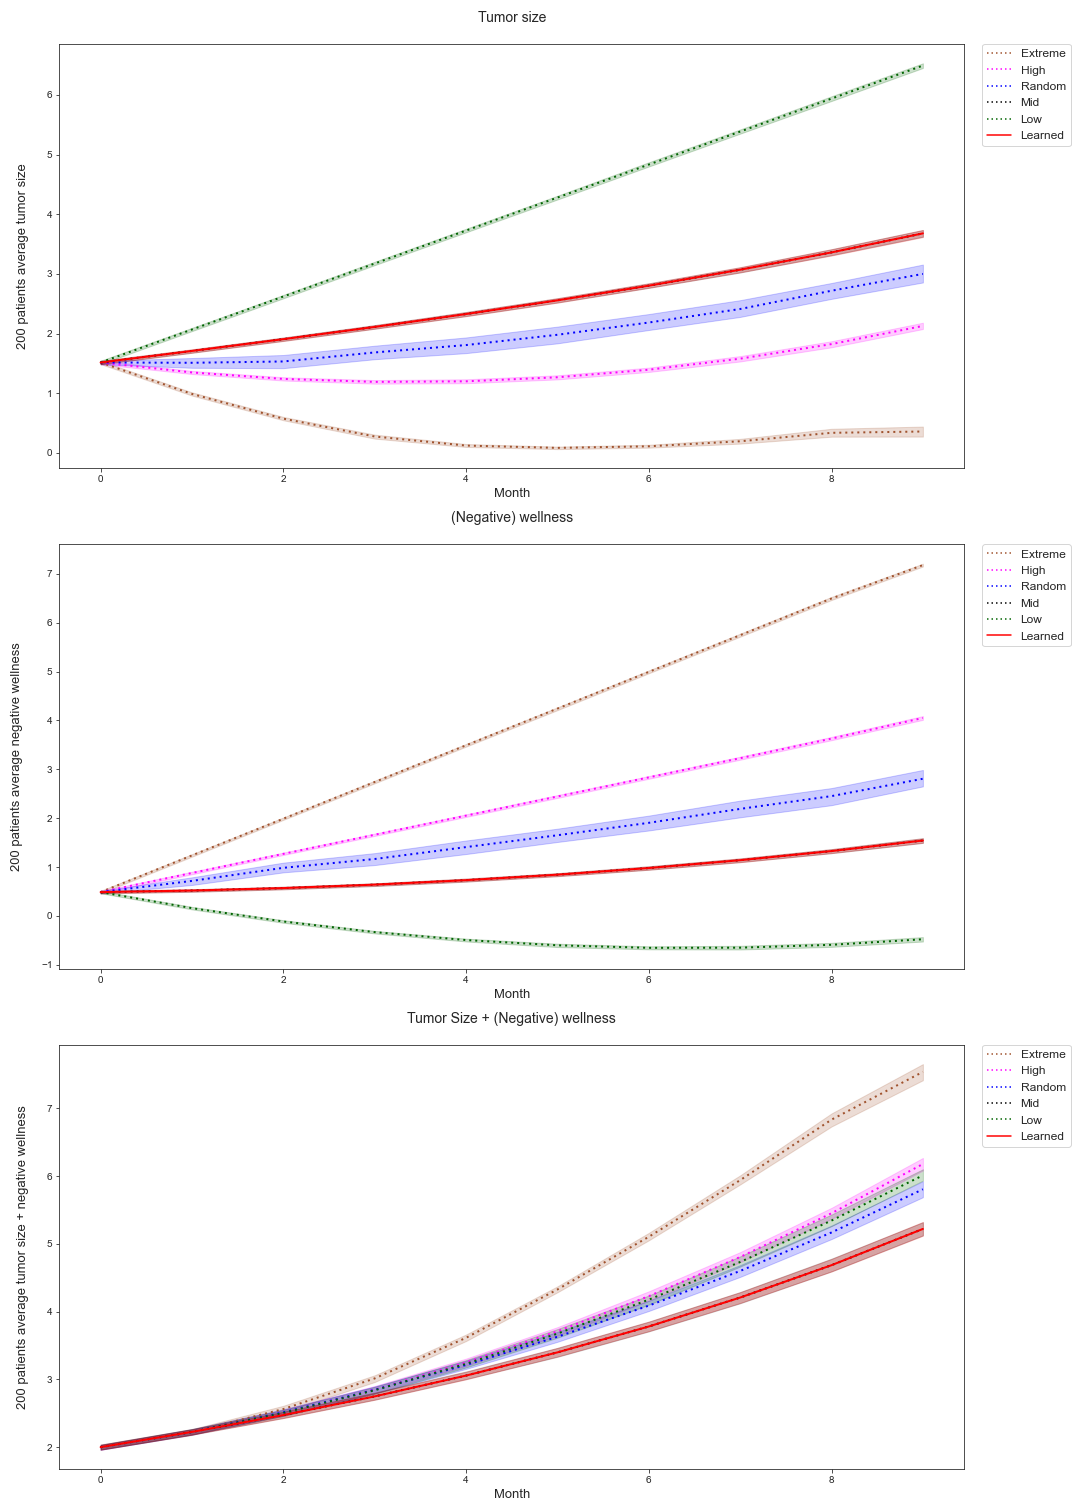 Tumor size
200 patients average tumor size
6
5
4
3
2
1
0
0 2 4 6 8
Month
Extreme
High
Random
Mid
Low
Learned
(Negative) wellness
200 patients average negative wellness
7
6
5
4
3
2
1
0
−1
0 2 4 6 8
Month
Extreme
High
Random
Mid
Low
Learned
Tumor Size + (Negative) wellness
200 patients average tumor size + negative wellness
7
6
5
4
3
2
0 2 4 6 8
Month
Extreme
High
Random
Mid
Low
Learned